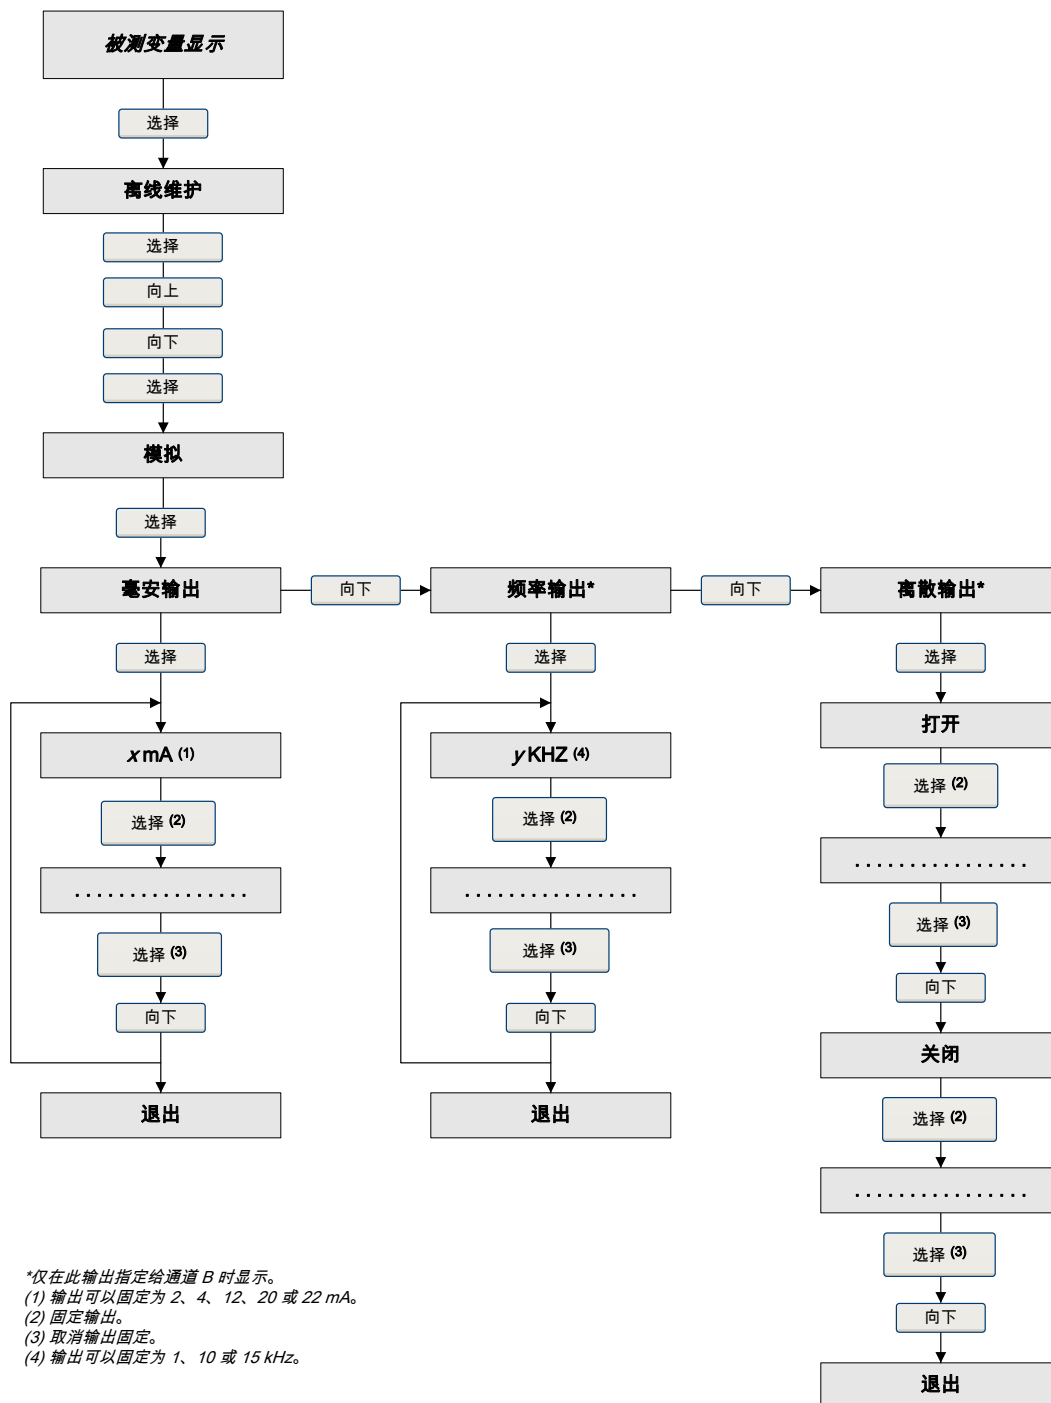 被测变量显示
选择
离线维护
选择
向上
向下
选择
模拟
选择
毫安输出
向下
频率输出*
向下
离散输出*
选择
选择
选择
x mA (1)
y KHZ (4)
打开
选择 (2)
选择 (2)
选择 (2)
................
................
................
选择 (3)
选择 (3)
选择 (3)
向下
向下
向下
关闭
退出
退出
选择 (2)
................
选择 (3)
向下
退出
*仅在此输出指定给通道 B 时显示。
(1) 输出可以固定为 2、4、12、20 或 22 mA。
(2) 固定输出。
(3) 取消输出固定。
(4) 输出可以固定为 1、10 或 15 kHz。